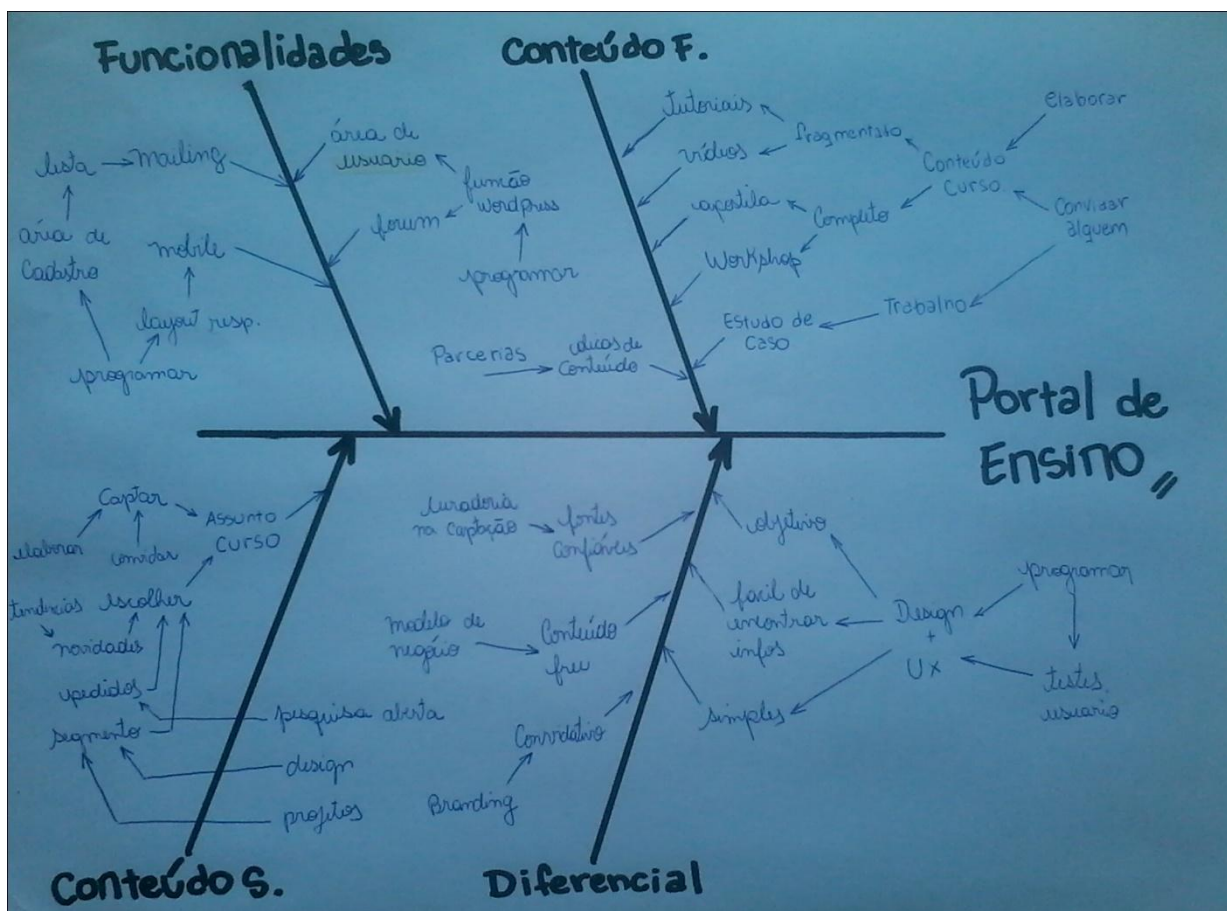 Funcionalidades
Conteúdo F.
lista
mailing
área de
usuario
área de
Cadastro
mobile
forum
função
Wordpress
programar
layout resp.
programar
tutoriais
vídeos
apostila
Workshop
fragmentado
Completo
Conteúdo
Curso
Elaborar
Convidar
alguem
Trabalho
Estudo de
Caso
Parcerias
dicas de
Conteúdo
Portal de
Ensino
Captar
Assunto
Curso
elaborar
convidar
tendências
escolher
novidades
pedidos
segmento
pesquisa aberta
design
projetos
Curadoria
na Captação
fontes
Confiáveis
modelo de
negócio
Conteúdo
free
Convidativo
Branding
objetivo
facil de
encontrar
infos
simples
Design
+
Ux
programar
testes
usuario
Conteúdo S.
Diferencial